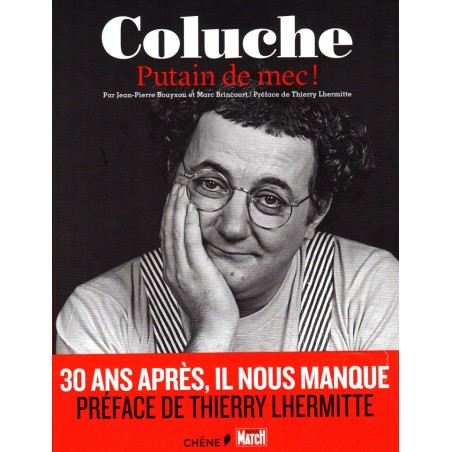 Coluche
Putain de mec !
Par Jean-Pierre Bouyxou et Marc Brincourt / Préface de Thierry Lhermitte
30 ANS APRÈS, IL NOUS MANQUE
PRÉFACE DE THIERRY LHERMITTE
CHÊNE
PARIS MATCH